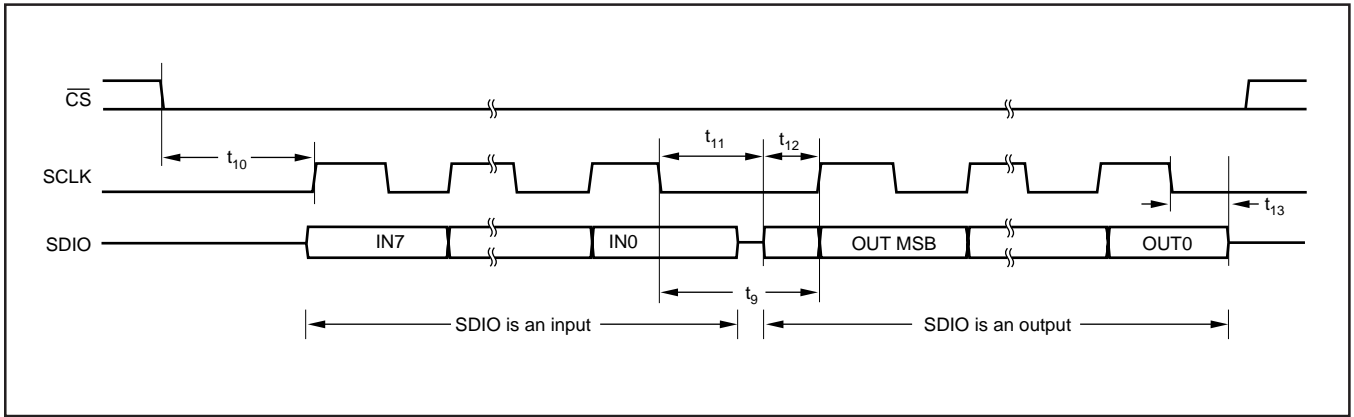 C̅S̅
t10
t11
t12
SCLK
t13
SDIO
IN7
IN0
OUT MSB
OUT0
t9
SDIO is an input
SDIO is an output